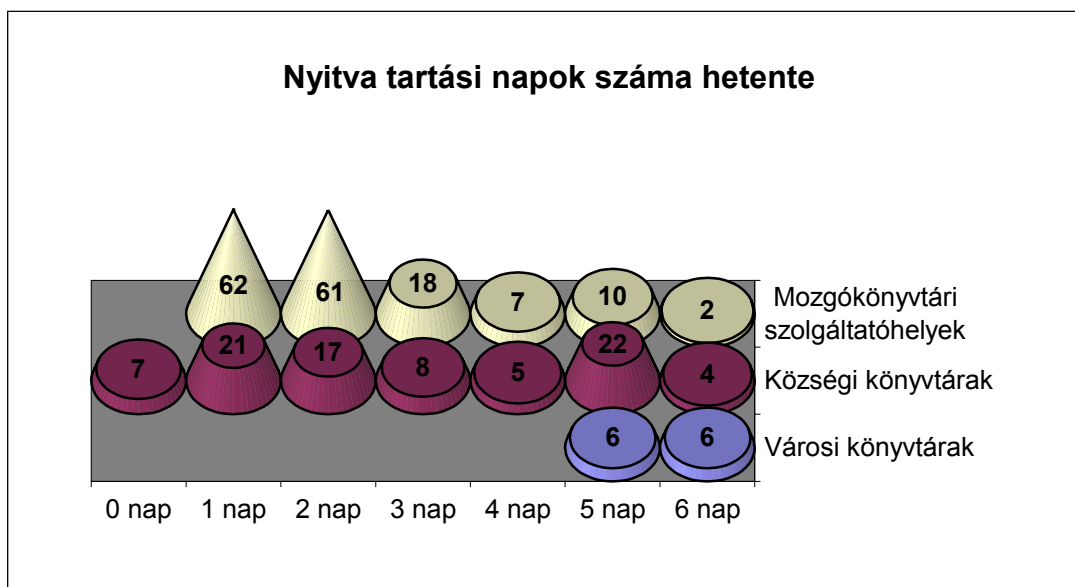 Nyitva tartási napok száma hetente
62 61 18 7 10 2
Mozgókönyvtári
szolgáltatóhelyek
7 21 17 8 5 22 4
Községi könyvtárak
6 6
Városi könyvtárak
0 nap 1 nap 2 nap 3 nap 4 nap 5 nap 6 nap